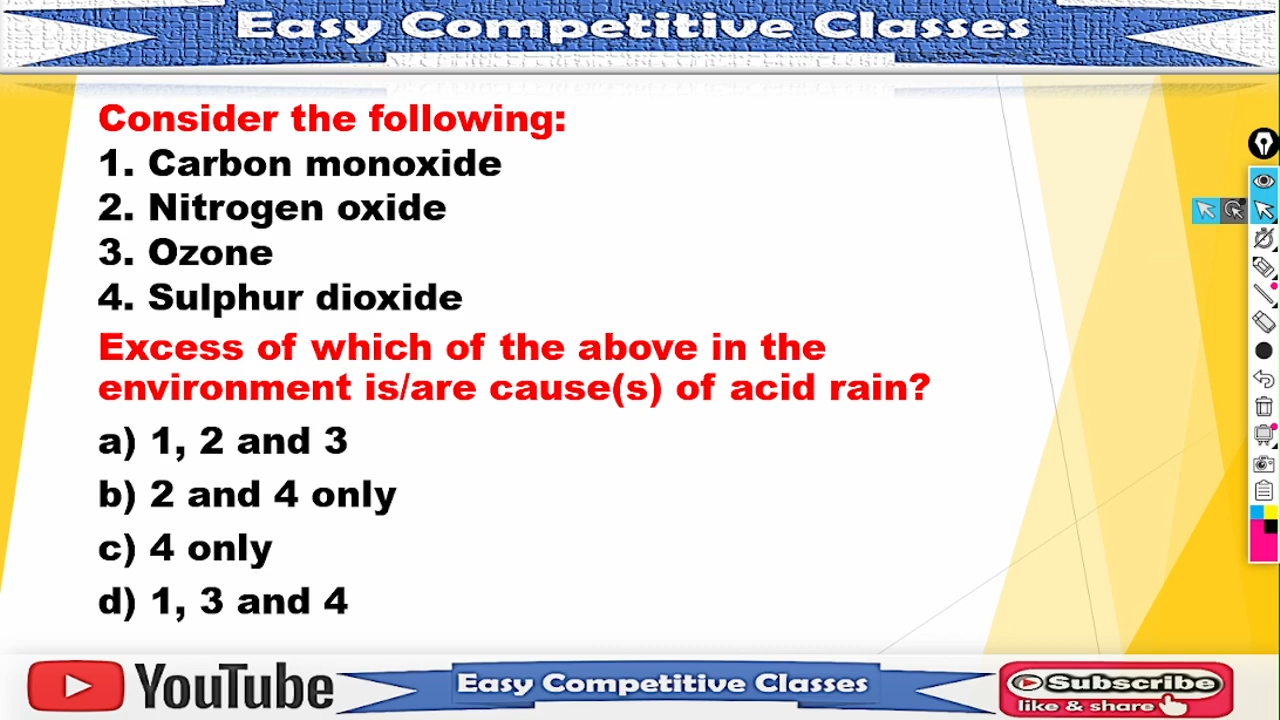 Easy Competitive Classes
Consider the following:
1. Carbon monoxide
2. Nitrogen oxide
3. Ozone
4. Sulphur dioxide
Excess of which of the above in the
environment is/are cause(s) of acid rain?
a) 1, 2 and 3
b) 2 and 4 only
c) 4 only
d) 1, 3 and 4
YouTube
Easy Competitive Classes
Subscribe
like & share